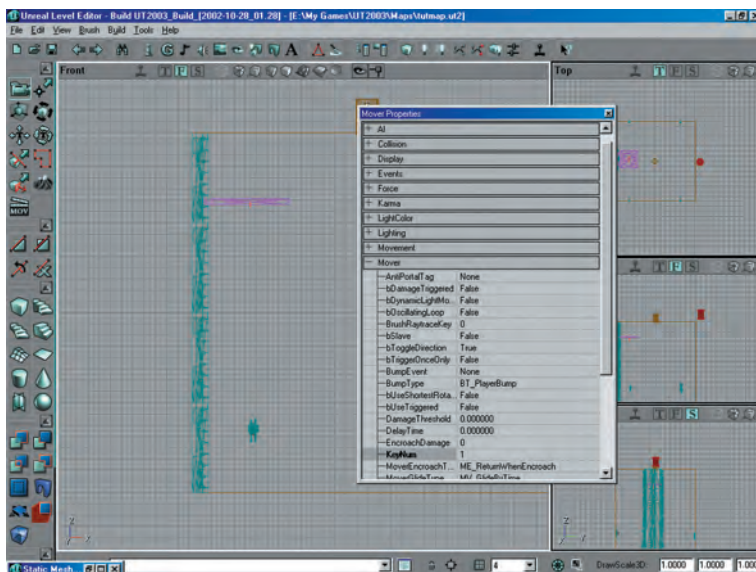 Unreal Level Editor - Build UT2003_Build_[2002-10-28_01.28] - [E:\My Games\UT2003\Maps\tutmap.ut2]
File Edit View Brush Build Tools Help
Front
T F S
Top
T F S
MOV
Mover Properties
AI
Collision
Display
Events
Force
Karma
LightColor
Lighting
Movement
Mover
AntiPortalTag None
bDamageTriggered False
bDynamicLightMo... False
bOscillatingLoop False
BrushRaytraceKey 0
bSlave False
bToggleDirection True
bTriggerOnceOnly False
BumpEvent None
BumpType BT_PlayerBump
bUseShortestRota... False
bUseTriggered False
DamageThreshold 0.000000
DelayTime 0.000000
EncroachDamage 0
KeyNum 1
MoverEncroachT... ME_ReturnWhenEncroach
MoverGlideType MV_GlideByTime
T F S
T F S
Static Mesh
4
DrawScale3D: 1.0000 1.0000